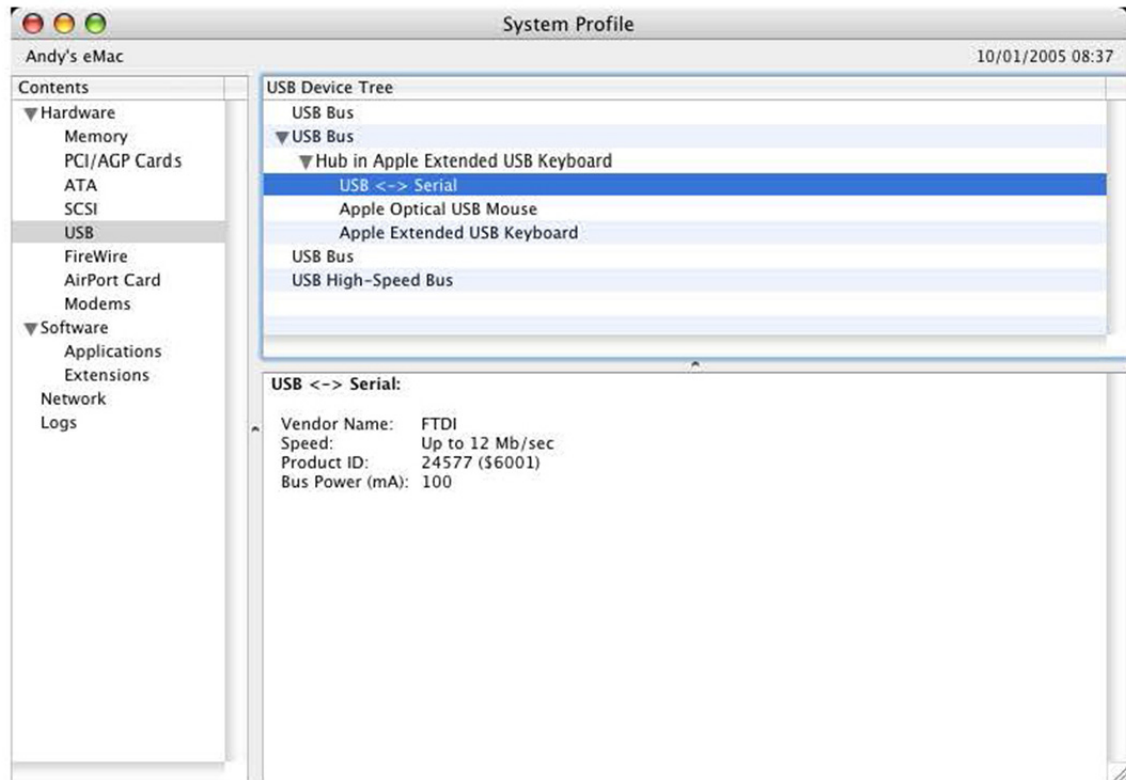 System Profile
Andy's eMac
10/01/2005 08:37
Contents
Hardware
Memory
PCI/AGP Cards
ATA
SCSI
USB
FireWire
AirPort Card
Modems
Software
Applications
Extensions
Network
Logs
USB Device Tree
USB Bus
USB Bus
Hub in Apple Extended USB Keyboard
USB <-> Serial
Apple Optical USB Mouse
Apple Extended USB Keyboard
USB Bus
USB High-Speed Bus
USB <-> Serial:
Vendor Name: FTDI
Speed: Up to 12 Mb/sec
Product ID: 24577 ($6001)
Bus Power (mA): 100